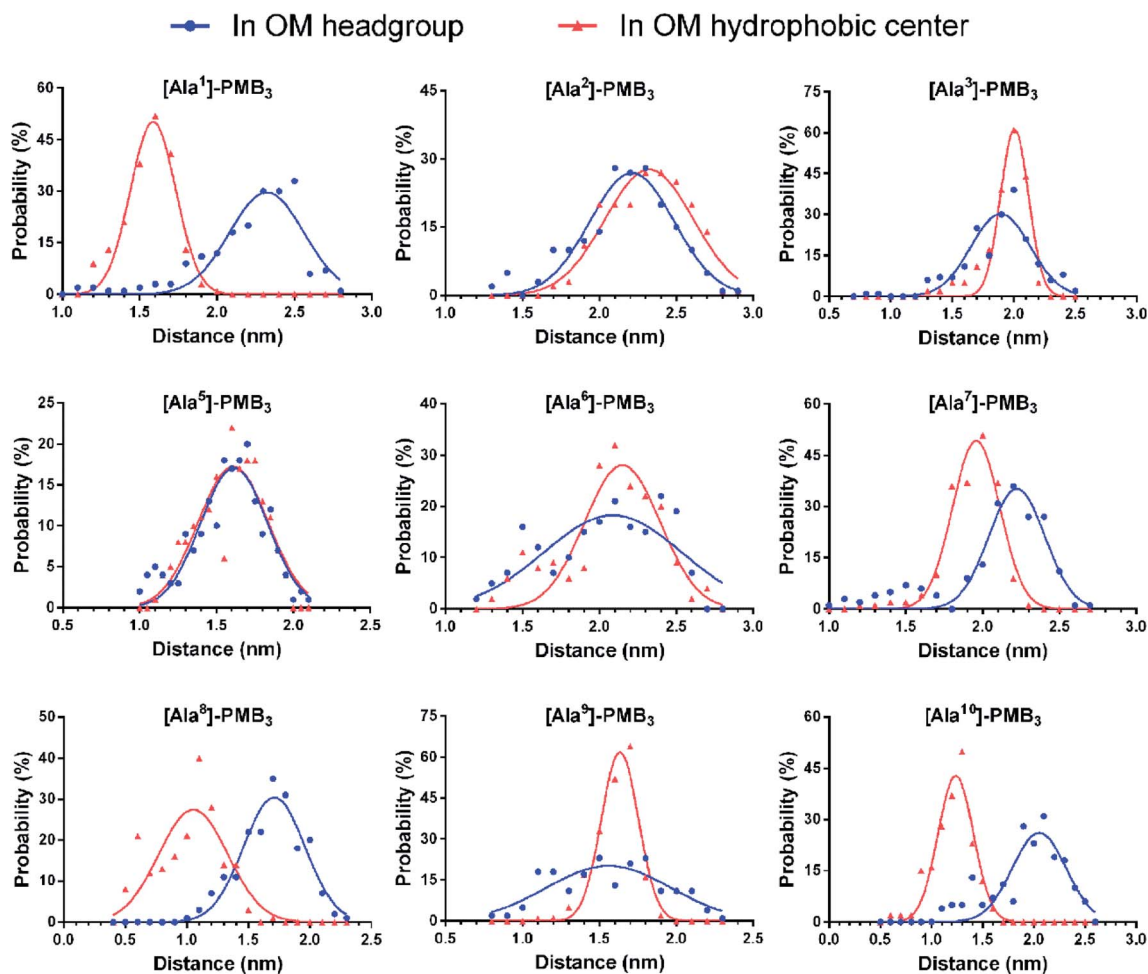 In OM headgroup In OM hydrophobic center
[Ala1]-PMB3 [Ala2]-PMB3 [Ala3]-PMB3
Probability (%) Probability (%) Probability (%)
60 45 30 15 0
45 30 15 0
75 60 45 30 15 0
1.0 1.5 2.0 2.5 3.0
1.0 1.5 2.0 2.5 3.0
0.5 1.0 1.5 2.0 2.5 3.0
Distance (nm) Distance (nm) Distance (nm)
[Ala5]-PMB3 [Ala6]-PMB3 [Ala7]-PMB3
Probability (%) Probability (%) Probability (%)
25 20 15 10 5 0
40 30 20 10 0
60 40 20 0
0.5 1.0 1.5 2.0 2.5
1.0 1.5 2.0 2.5 3.0
1.0 1.5 2.0 2.5 3.0
Distance (nm) Distance (nm) Distance (nm)
[Ala8]-PMB3 [Ala9]-PMB3 [Ala10]-PMB3
Probability (%) Probability (%) Probability (%)
50 40 30 20 10 0
75 60 45 30 15 0
60 45 30 15 0
0.0 0.5 1.0 1.5 2.0 2.5
0.5 1.0 1.5 2.0 2.5
0.0 0.5 1.0 1.5 2.0 2.5 3.0
Distance (nm) Distance (nm) Distance (nm)